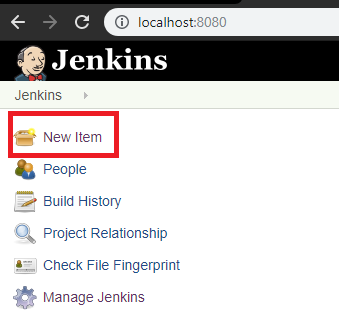 localhost:8080
Jenkins
Jenkins
New Item
People
Build History
Project Relationship
Check File Fingerprint
Manage Jenkins